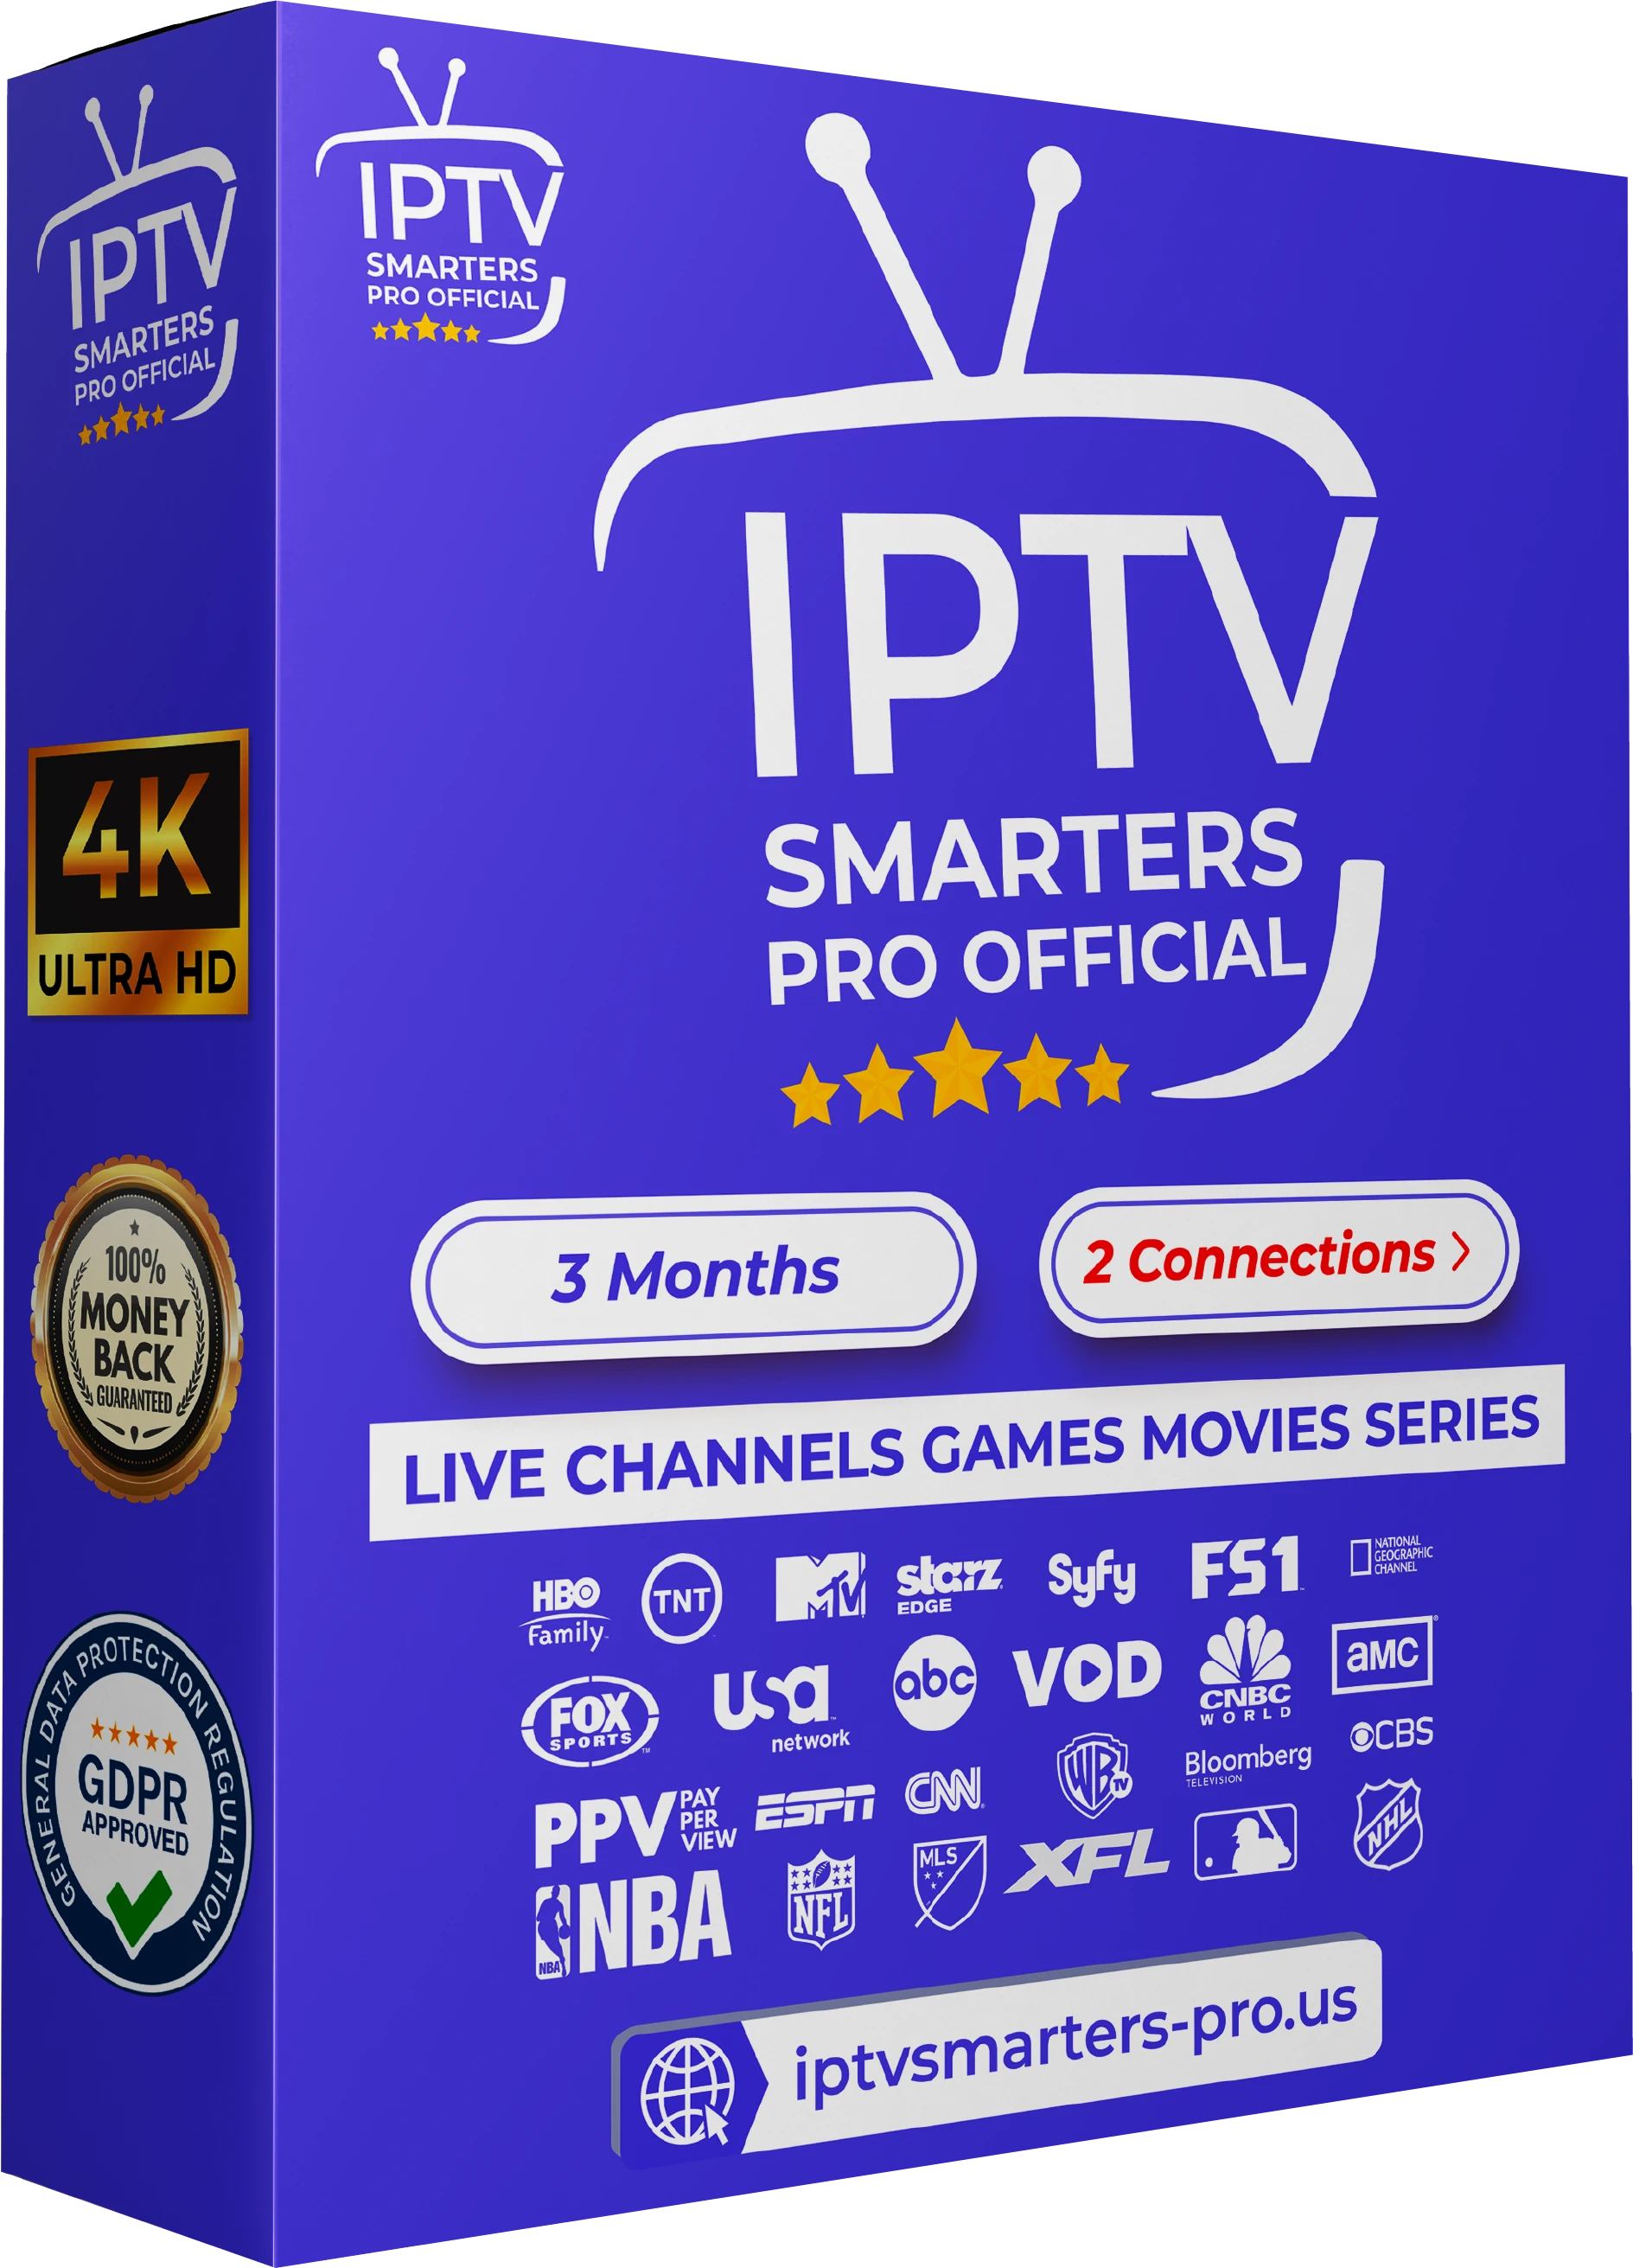 IPTV
SMARTERS
PRO OFFICIAL
4K
ULTRA HD
100%
MONEY
BACK
GUARANTEED
GENERAL DATA PROTECTION REGULATION
GDPR
APPROVED
IPTV
SMARTERS
PRO OFFICIAL
IPTV
SMARTERS
PRO OFFICIAL
3 Months
2 Connections >
LIVE CHANNELS GAMES MOVIES SERIES
HBO
Family
TNT
MTV
starz
EDGE
Syfy
FS1
NATIONAL
GEOGRAPHIC
CHANNEL
FOX
SPORTS
usa
network
abc
VOD
CNBC
WORLD
aMC
PPV PAY
PER
VIEW
ESPN
CNN
WB TV
Bloomberg
TELEVISION
CBS
NBA
NBA
NFL
MLS
XFL
NHL
iptvsmarters-pro.us